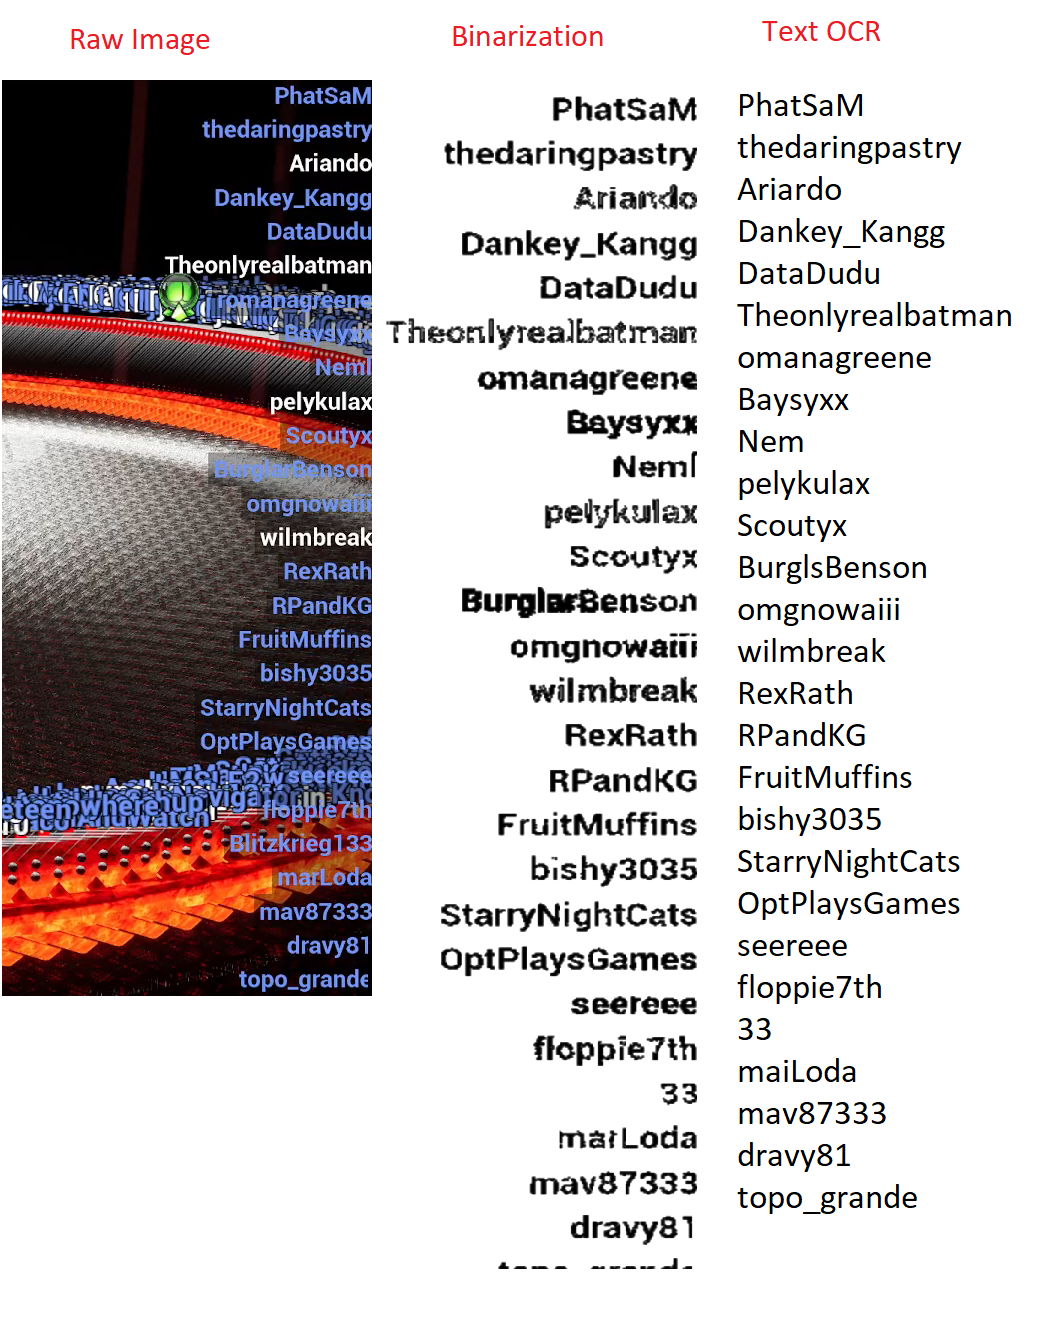 Raw Image
PhatSaM
thedaringpastry
Ariando
Dankey_Kangg
DataDudu
Theonlyrealbatman
romanagreene
Baysyxx
Neml
pelykulax
Scoutyx
BurglarBenson
omgnowaiii
wilmbreak
RexRath
RPandKG
FruitMuffins
bishy3035
StarryNightCats
OptPlaysGames
seereee
floppie7th
Blitzkrieg133
marLoda
mav87333
dravy81
topo_grande
Binarization
PhatSaM
thedaringpastry
Ariando
Dankey_Kangg
DataDudu
Theonlyrealbatman
omanagreene
Baysyxx
Neml
pelykulax
Scoutyx
BurglarBenson
omgnowaiii
wilmbreak
RexRath
RPandKG
FruitMuffins
bishy3035
StarryNightCats
OptPlaysGames
seereee
floppie7th
33
marLoda
mav87333
dravy81
topo_grande
Text OCR
PhatSaM
thedaringpastry
Ariardo
Dankey_Kangg
DataDudu
Theonlyrealbatman
omanagreene
Baysyxx
Nem
pelykulax
Scoutyx
BurglsBenson
omgnowaiii
wilmbreak
RexRath
RPandKG
FruitMuffins
bishy3035
StarryNightCats
OptPlaysGames
seereee
floppie7th
33
maiLoda
mav87333
dravy81
topo_grande